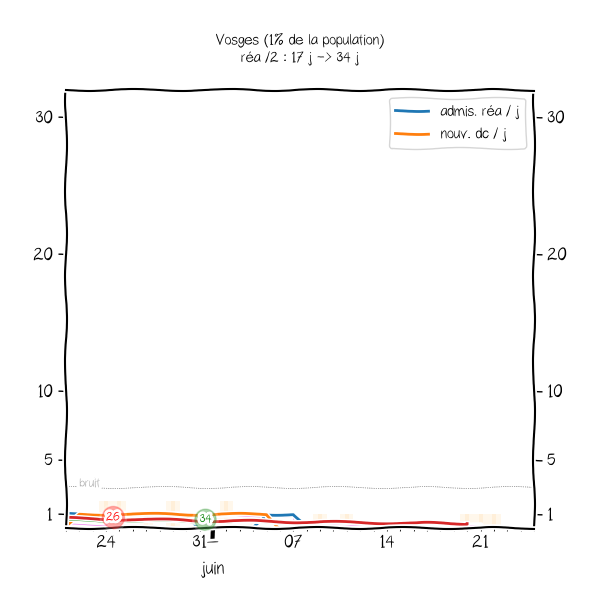 Vosges (1% de la population)
réa /2 : 17 j -> 34 j
admis. réa / j
nouv. dc / j
30
30
20
20
10
10
5
5
bruit
1
26
34
1
24
31
07
14
21
juin